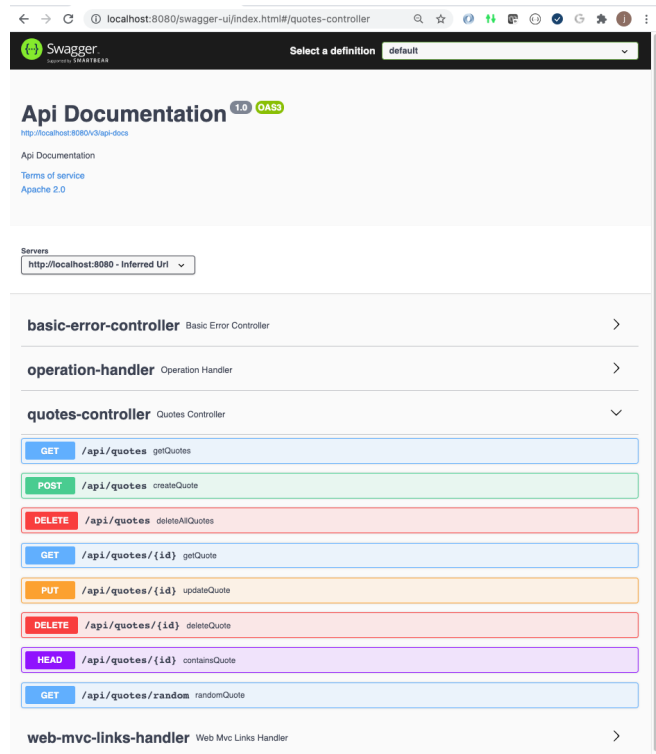 localhost:8080/swagger-ui/index.html#/quotes-controller
G
j
{···} Swagger.
Supported by SMARTBEAR
Select a definition
default
Api Documentation 1.0 OAS3
http://localhost:8080/v3/api-docs
Api Documentation
Terms of service
Apache 2.0
Servers
http://localhost:8080 - Inferred Url
basic-error-controller Basic Error Controller
operation-handler Operation Handler
quotes-controller Quotes Controller
GET /api/quotes getQuotes
POST /api/quotes createQuote
DELETE /api/quotes deleteAllQuotes
GET /api/quotes/{id} getQuote
PUT /api/quotes/{id} updateQuote
DELETE /api/quotes/{id} deleteQuote
HEAD /api/quotes/{id} containsQuote
GET /api/quotes/random randomQuote
web-mvc-links-handler Web Mvc Links Handler